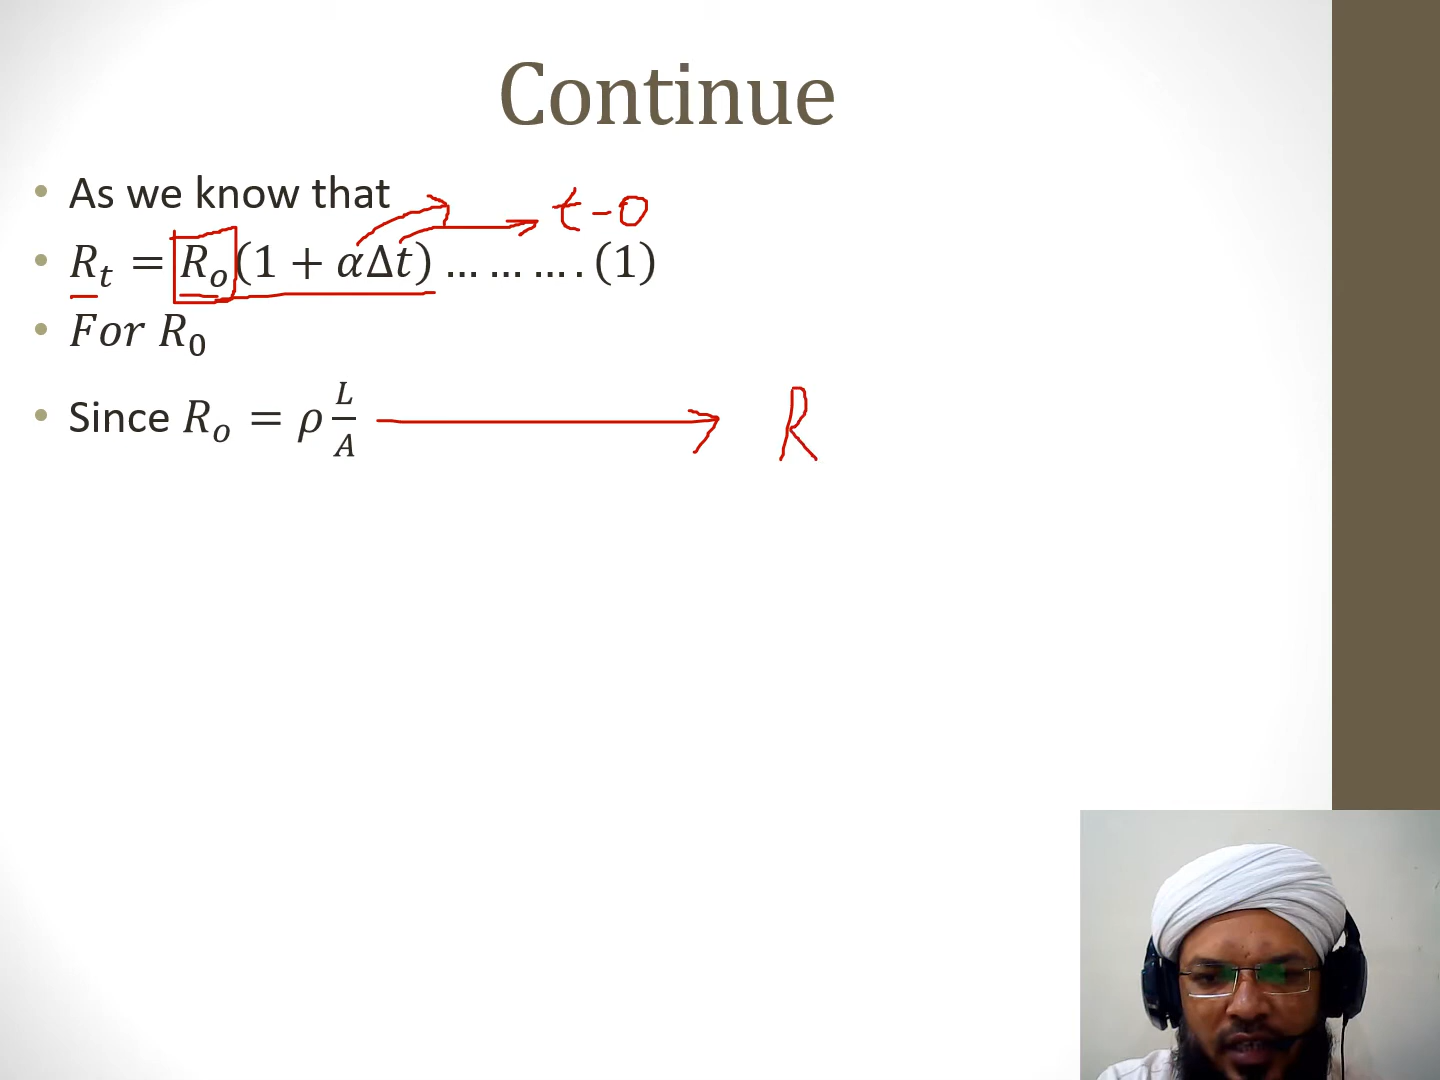 Continue
• As we know that
t - 0
• R_t = R_o(1 + αΔt) … … … . (1)
• For R_0
• Since R_o = ρ L/A
R